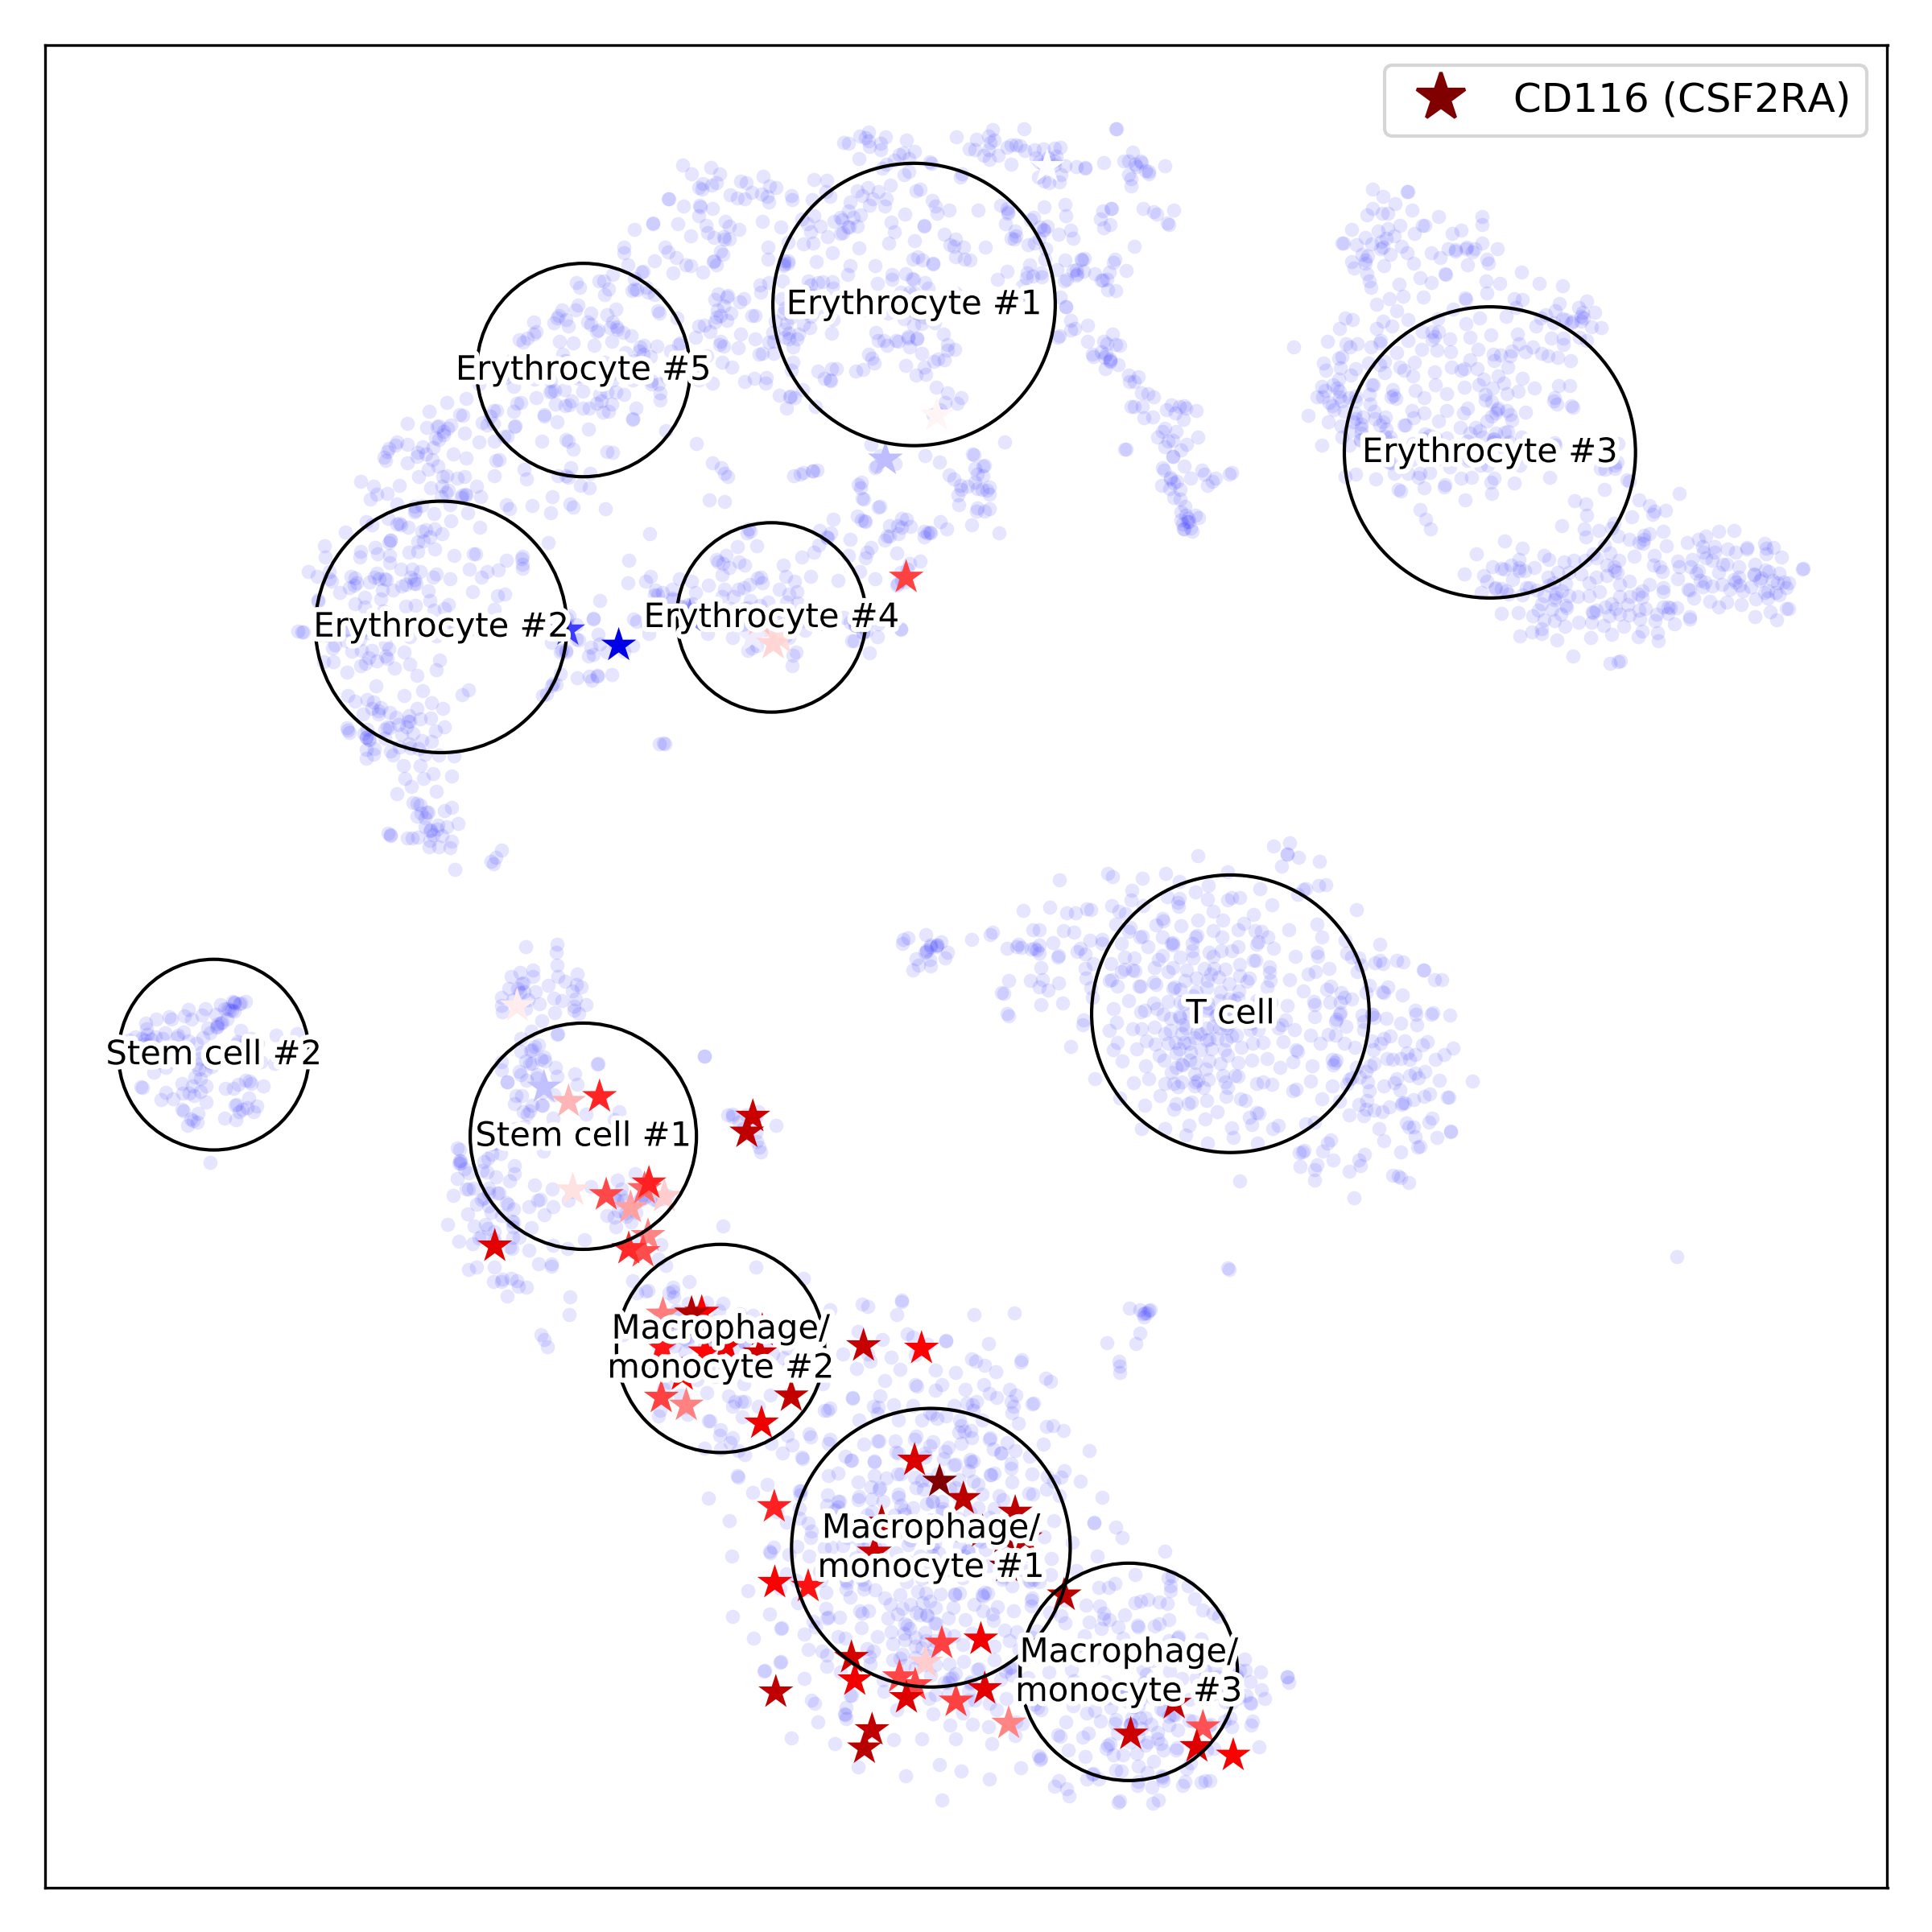 CD116 (CSF2RA)
Erythrocyte #1
Erythrocyte #5
Erythrocyte #3
Erythrocyte #4
Erythrocyte #2
T cell
Stem cell #2
Stem cell #1
Macrophage/
monocyte #2
Macrophage/
monocyte #1
Macrophage/
monocyte #3